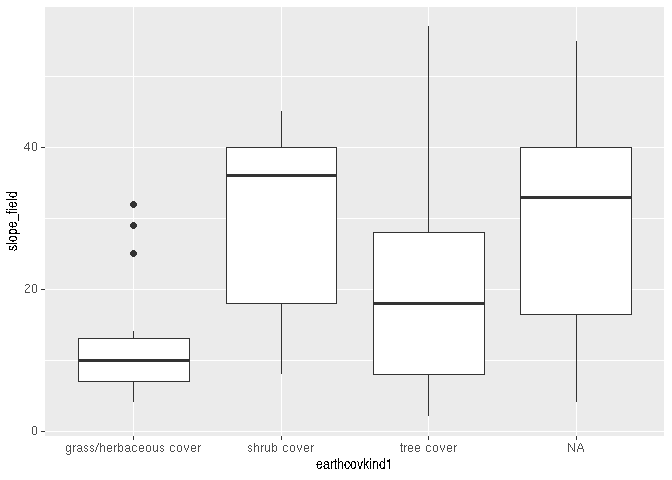 slope_field
40
20
0
grass/herbaceous cover
shrub cover
tree cover
NA
earthcovkind1